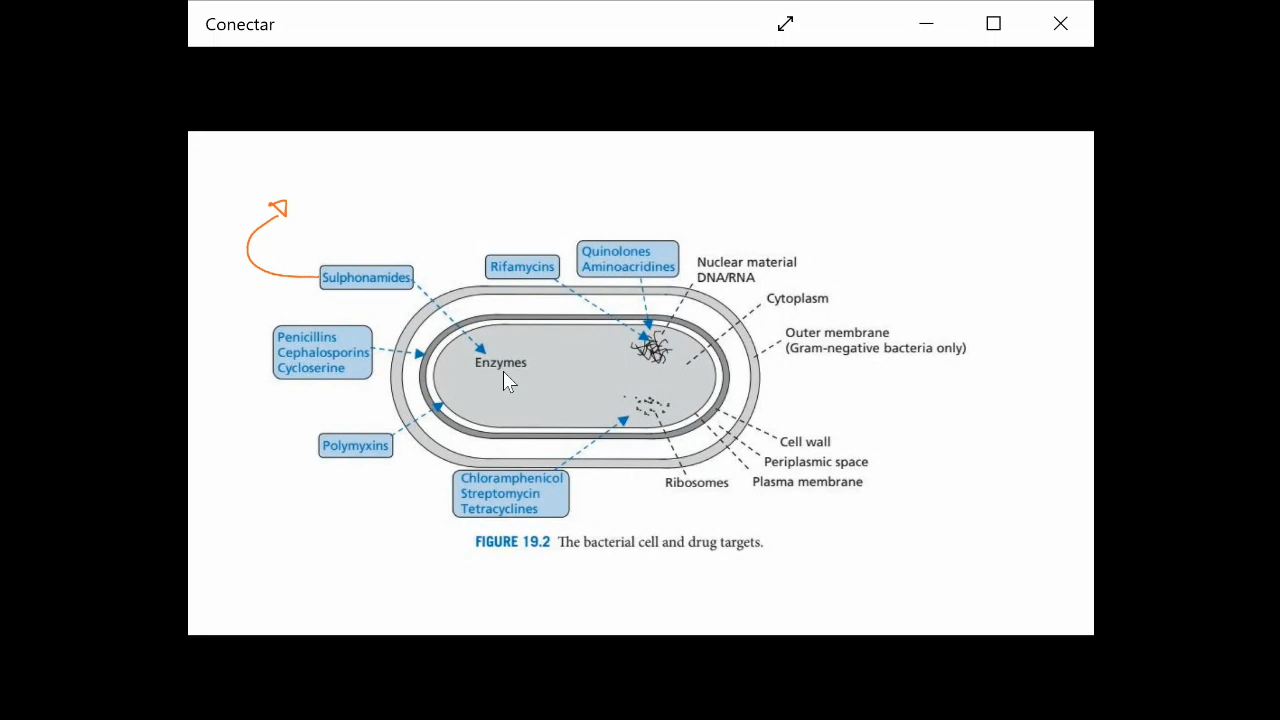 Conectar
Quinolones
Aminoacridines
Rifamycins
Sulphonamides
Nuclear material
DNA/RNA
Cytoplasm
Outer membrane
(Gram-negative bacteria only)
Penicillins
Cephalosporins
Cycloserine
Enzymes
Polymyxins
Cell wall
Periplasmic space
Plasma membrane
Ribosomes
Chloramphenicol
Streptomycin
Tetracyclines
FIGURE 19.2 The bacterial cell and drug targets.